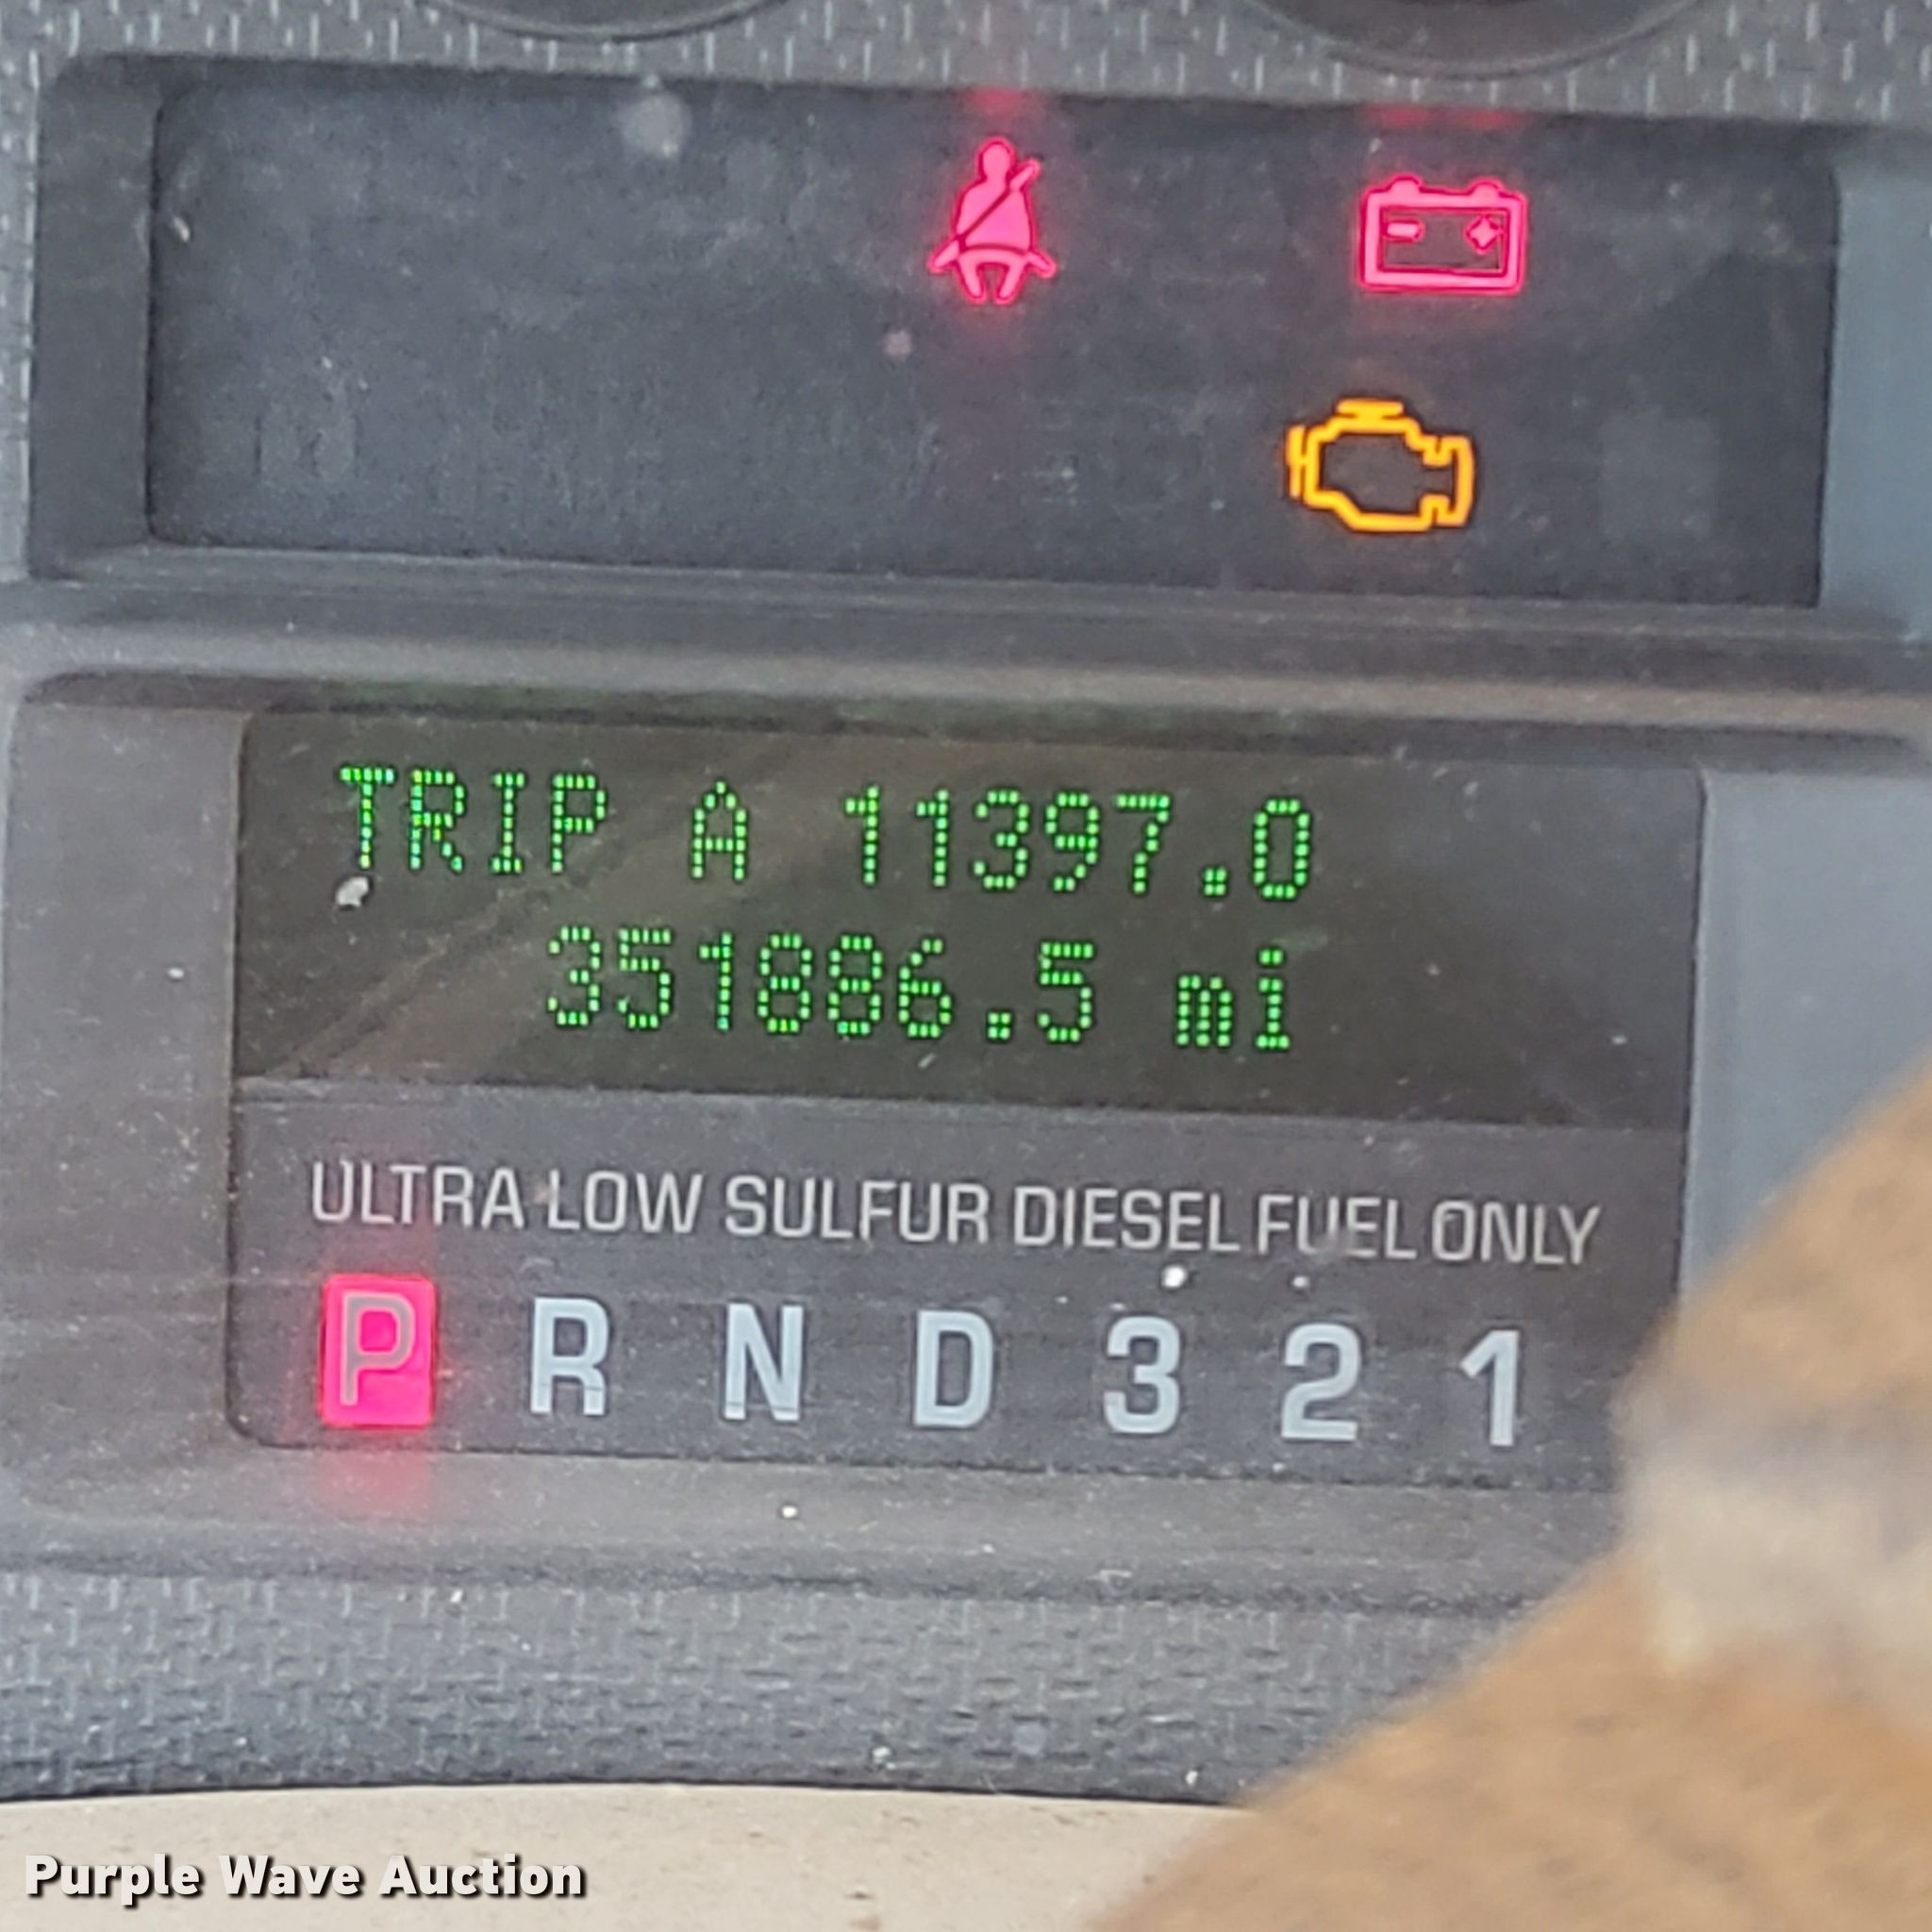 TRIP A 11397.0
351886.5 mi
ULTRA LOW SULFUR DIESEL FUEL ONLY
P R N D 3 2 1
Purple Wave Auction